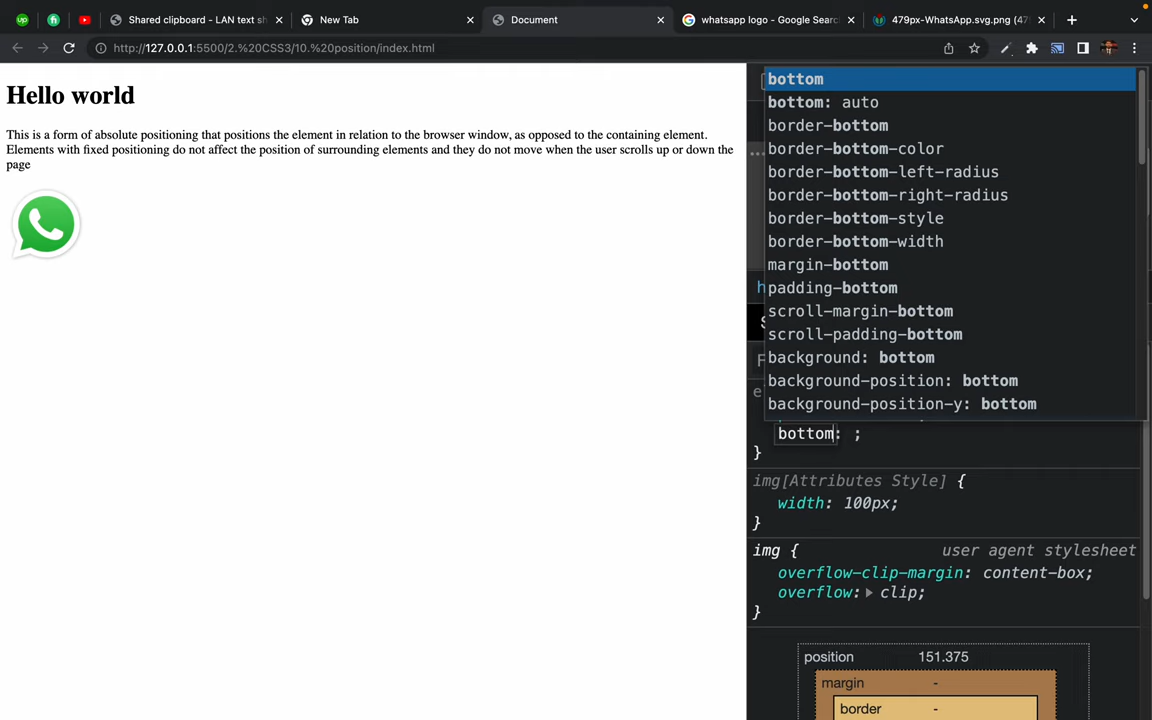 Shared clipboard - LAN text sh
New Tab
Document
whatsapp logo - Google Searc
479px-WhatsApp.svg.png (47
http://127.0.0.1:5500/2.%20CSS3/10.%20position/index.html
Hello world
This is a form of absolute positioning that positions the element in relation to the browser window, as opposed to the containing element.
Elements with fixed positioning do not affect the position of surrounding elements and they do not move when the user scrolls up or down the
page
bottom
bottom: auto
border-bottom
border-bottom-color
border-bottom-left-radius
border-bottom-right-radius
border-bottom-style
border-bottom-width
margin-bottom
padding-bottom
scroll-margin-bottom
scroll-padding-bottom
background: bottom
background-position: bottom
background-position-y: bottom
bottom: ;
}
img[Attributes Style] {
width: 100px;
}
img {
user agent stylesheet
overflow-clip-margin: content-box;
overflow: clip;
}
position
151.375
margin
-
border
-